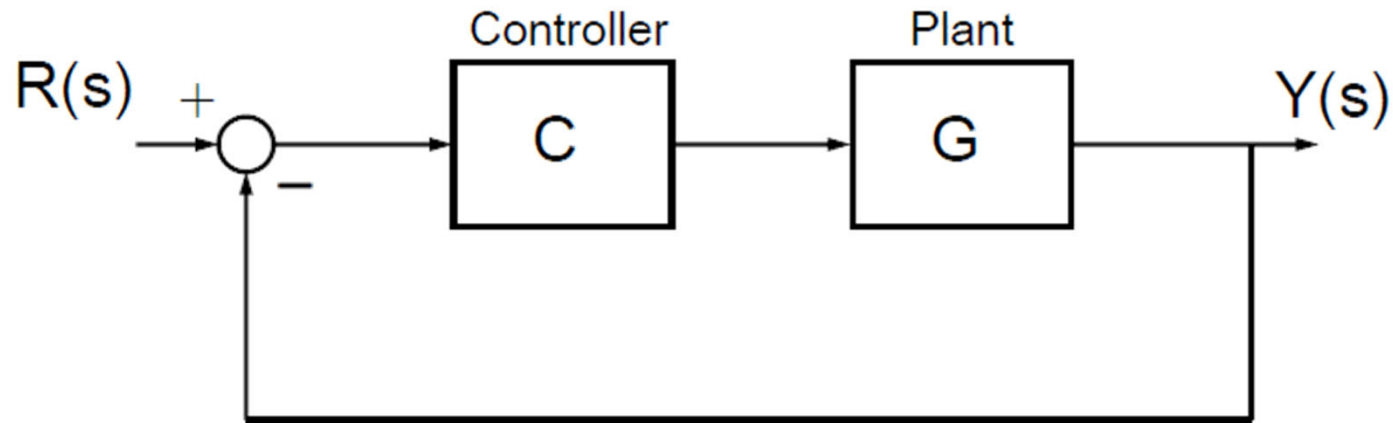 Controller
Plant
R(s)
+
C
G
Y(s)
−